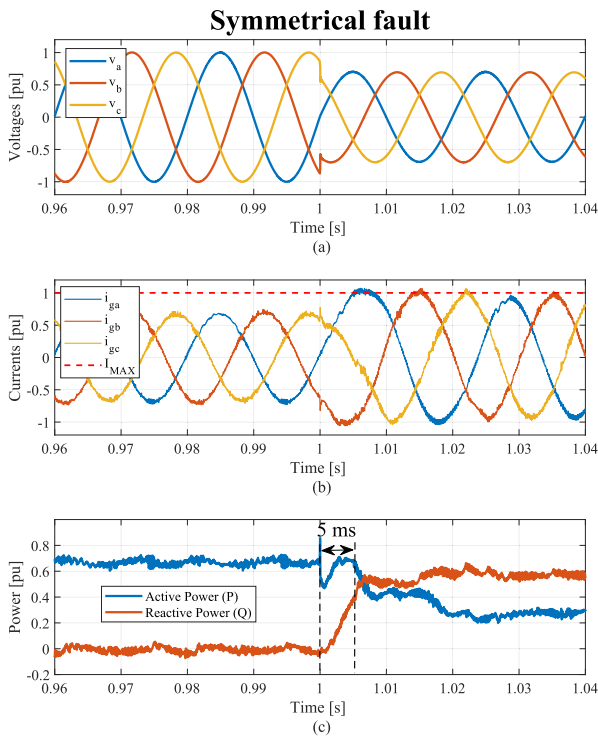 Symmetrical fault
1
0.5
0
-0.5
-1
Voltages [pu]
v_a
v_b
v_c
0.96 0.97 0.98 0.99 1 1.01 1.02 1.03 1.04
Time [s]
(a)
1
0.5
0
-0.5
-1
Currents [pu]
i_ga
i_gb
i_gc
I_MAX
0.96 0.97 0.98 0.99 1 1.01 1.02 1.03 1.04
Time [s]
(b)
5 ms
0.8
0.6
0.4
0.2
0
-0.2
Power [pu]
Active Power (P)
Reactive Power (Q)
0.96 0.97 0.98 0.99 1 1.01 1.02 1.03 1.04
Time [s]
(c)